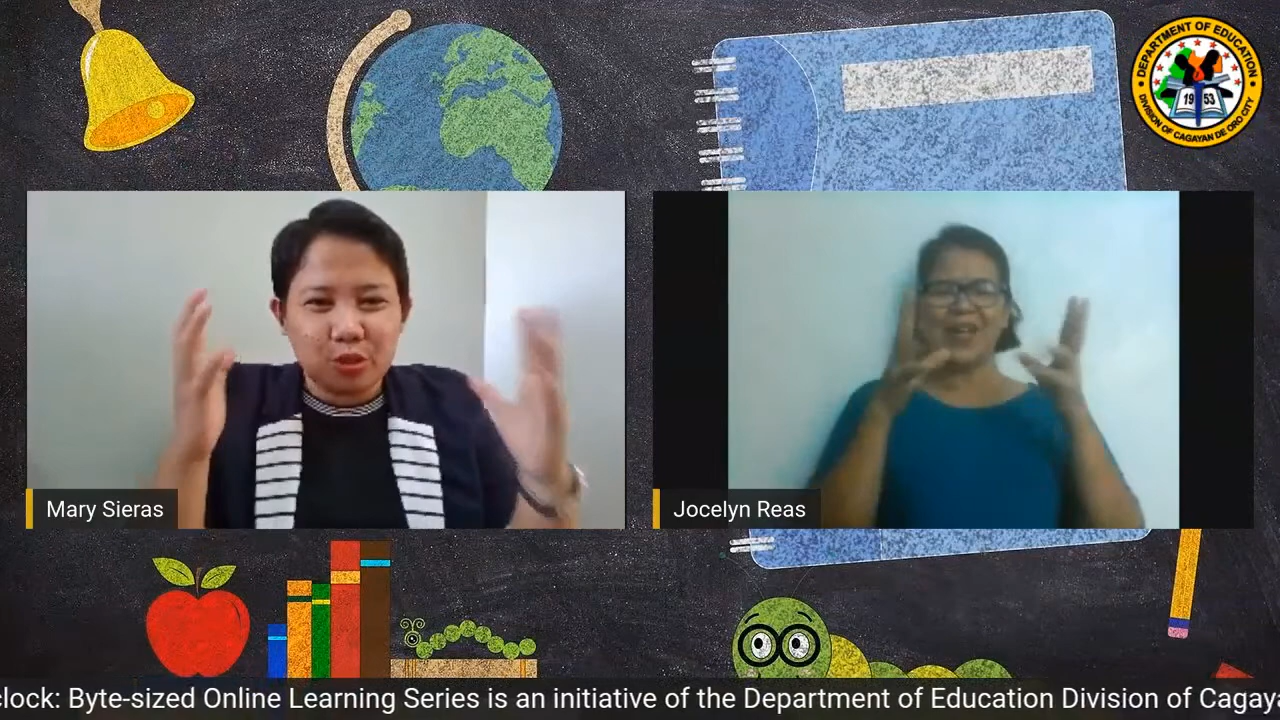 DEPARTMENT OF EDUCATION
19 53
DIVISION OF CAGAYAN DE ORO CITY
Mary Sieras
Jocelyn Reas
clock: Byte-sized Online Learning Series is an initiative of the Department of Education Division of Cagaya